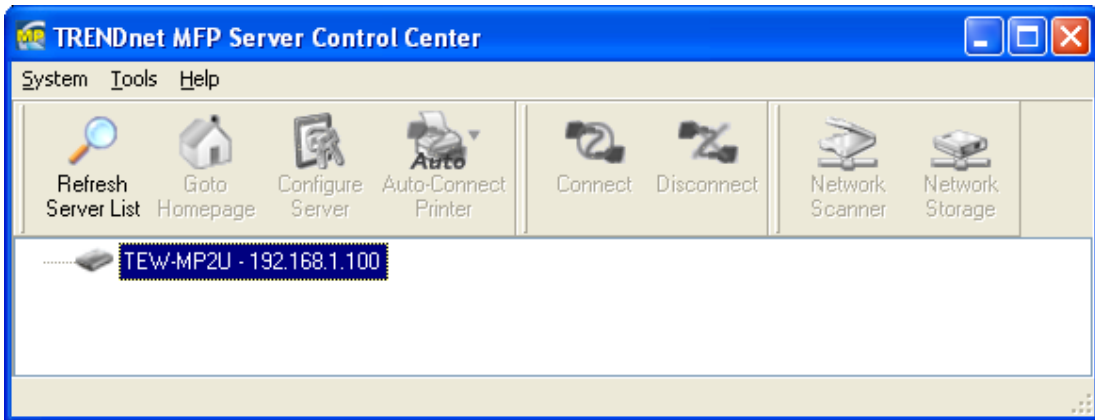 TRENDnet MFP Server Control Center
System Tools Help
Refresh Server List
Goto Homepage
Configure Server
Auto
Auto-Connect Printer
Connect
Disconnect
Network Scanner
Network Storage
TEW-MP2U - 192.168.1.100